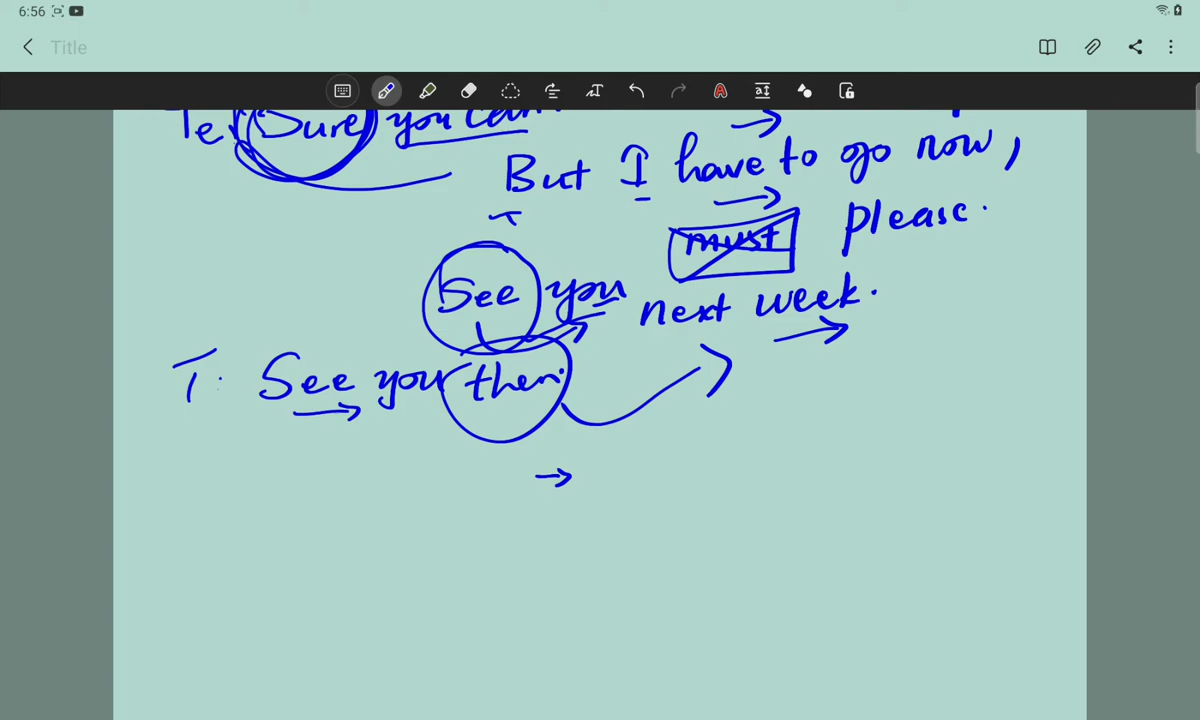 6:56
Title
Sure you can
But I have to go now,
must please.
See you next week.
T: See you then.